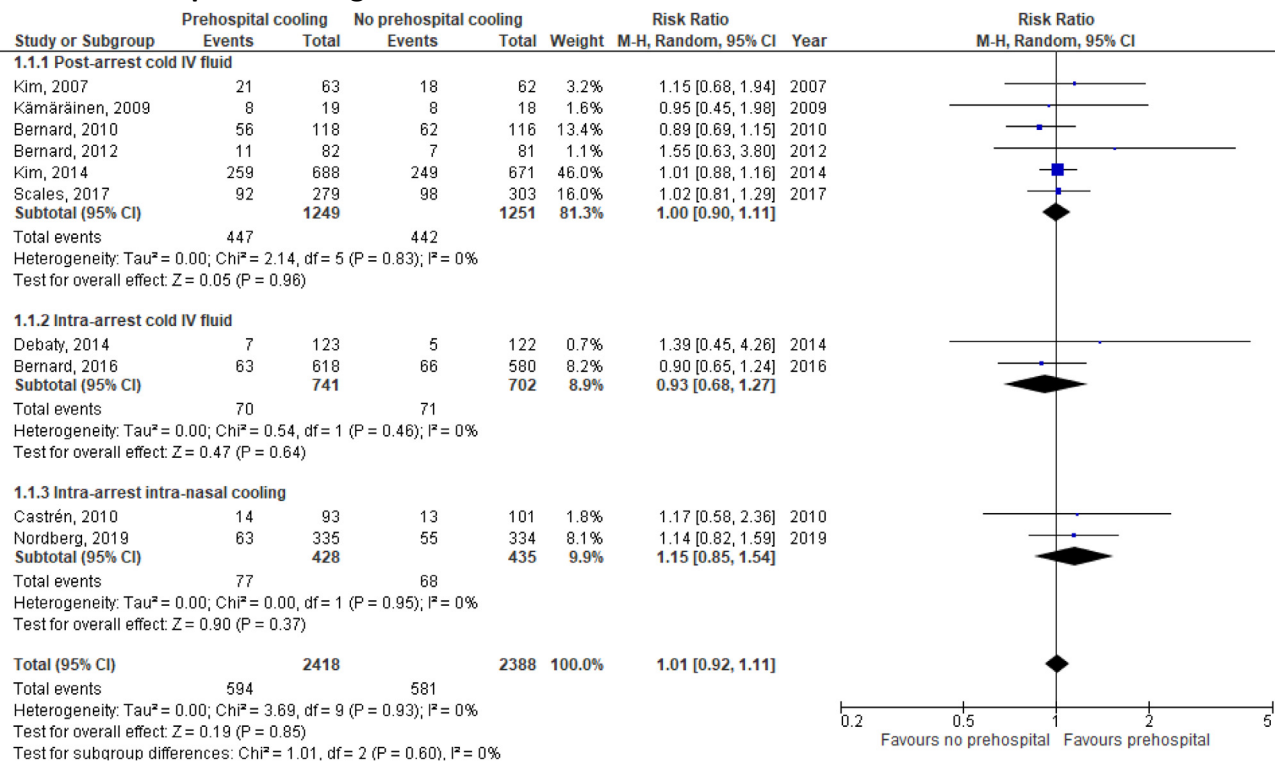 Prehospital cooling No prehospital cooling Risk Ratio Risk Ratio
Study or Subgroup Events Total Events Total Weight M-H, Random, 95% CI Year M-H, Random, 95% CI
1.1.1 Post-arrest cold IV fluid
Kim, 2007 21 63 18 62 3.2% 1.15 [0.68, 1.94] 2007
Kämäräinen, 2009 8 19 8 18 1.6% 0.95 [0.45, 1.98] 2009
Bernard, 2010 56 118 62 116 13.4% 0.89 [0.69, 1.15] 2010
Bernard, 2012 11 82 7 81 1.1% 1.55 [0.63, 3.80] 2012
Kim, 2014 259 688 249 671 46.0% 1.01 [0.88, 1.16] 2014
Scales, 2017 92 279 98 303 16.0% 1.02 [0.81, 1.29] 2017
Subtotal (95% CI) 1249 1251 81.3% 1.00 [0.90, 1.11]
Total events 447 442
Heterogeneity: Tau² = 0.00; Chi² = 2.14, df = 5 (P = 0.83); I² = 0%
Test for overall effect: Z = 0.05 (P = 0.96)
1.1.2 Intra-arrest cold IV fluid
Debaty, 2014 7 123 5 122 0.7% 1.39 [0.45, 4.26] 2014
Bernard, 2016 63 618 66 580 8.2% 0.90 [0.65, 1.24] 2016
Subtotal (95% CI) 741 702 8.9% 0.93 [0.68, 1.27]
Total events 70 71
Heterogeneity: Tau² = 0.00; Chi² = 0.54, df = 1 (P = 0.46); I² = 0%
Test for overall effect: Z = 0.47 (P = 0.64)
1.1.3 Intra-arrest intra-nasal cooling
Castrén, 2010 14 93 13 101 1.8% 1.17 [0.58, 2.36] 2010
Nordberg, 2019 63 335 55 334 8.1% 1.14 [0.82, 1.59] 2019
Subtotal (95% CI) 428 435 9.9% 1.15 [0.85, 1.54]
Total events 77 68
Heterogeneity: Tau² = 0.00; Chi² = 0.00, df = 1 (P = 0.95); I² = 0%
Test for overall effect: Z = 0.90 (P = 0.37)
Total (95% CI) 2418 2388 100.0% 1.01 [0.92, 1.11]
Total events 594 581
Heterogeneity: Tau² = 0.00; Chi² = 3.69, df = 9 (P = 0.93); I² = 0%
Test for overall effect: Z = 0.19 (P = 0.85)
Test for subgroup differences: Chi² = 1.01, df = 2 (P = 0.60), I² = 0%
0.2 0.5 1 2 5
Favours no prehospital Favours prehospital